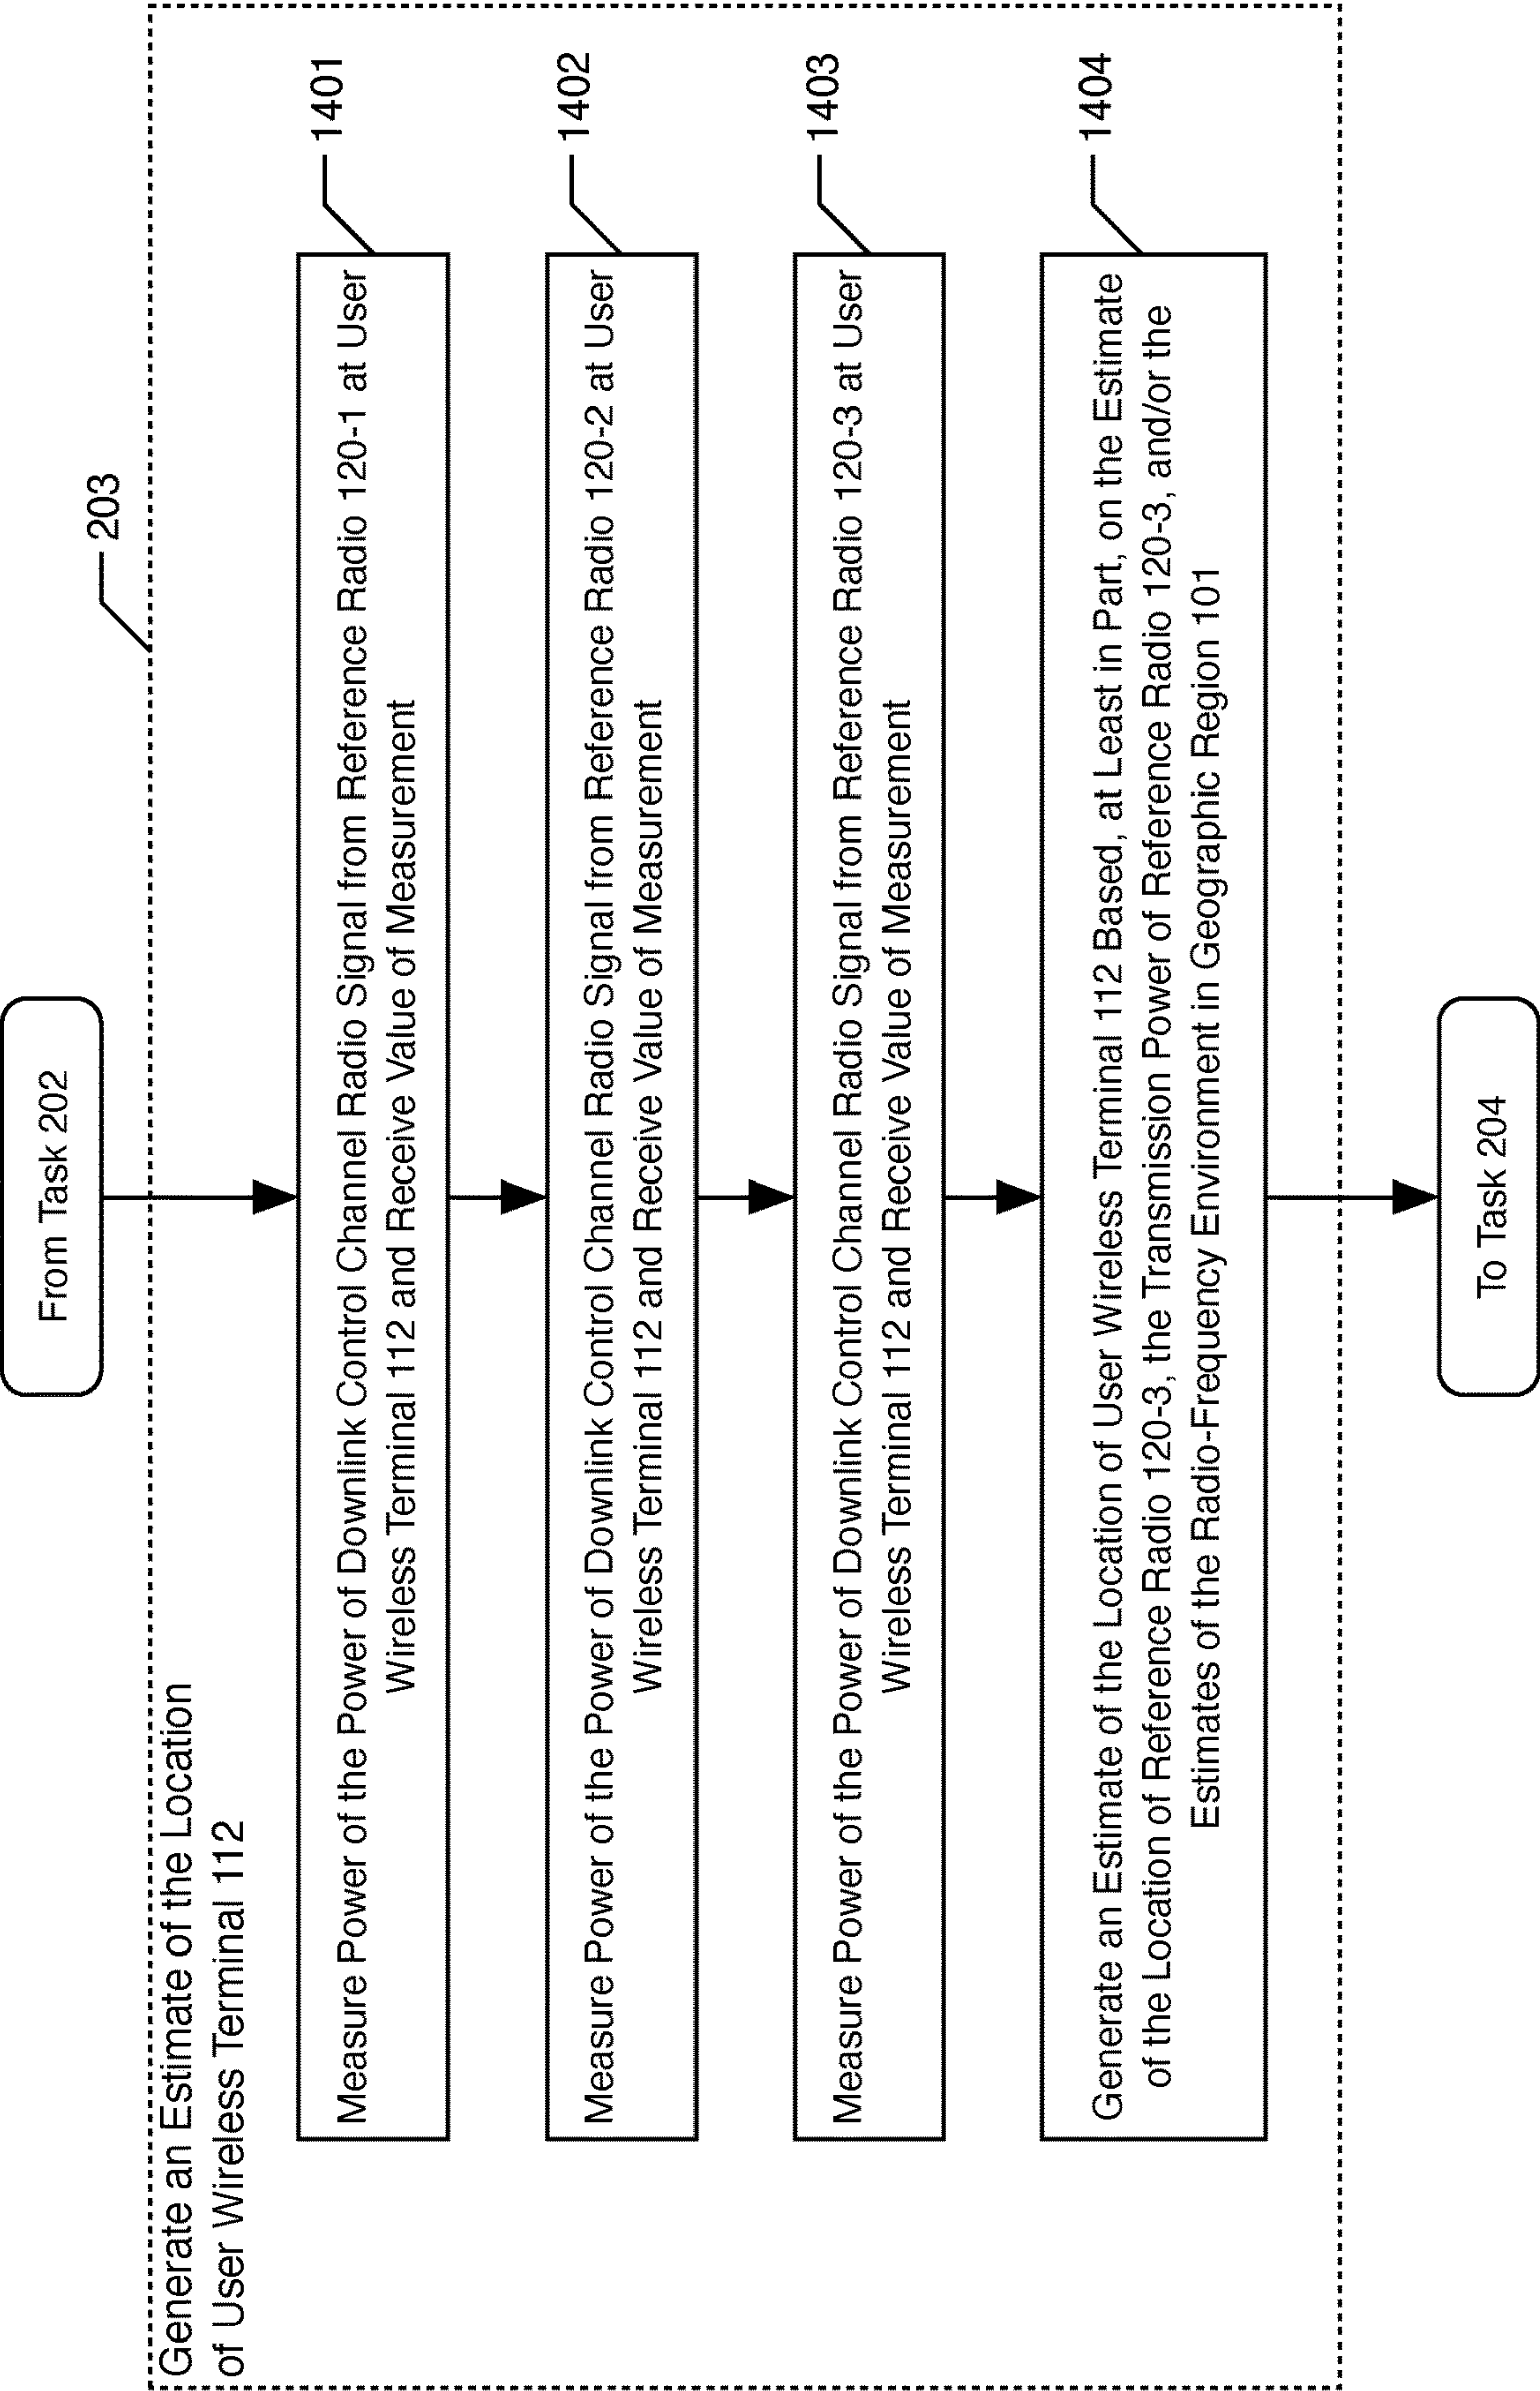 From Task 202
203
Generate an Estimate of the Location
of User Wireless Terminal 112
1401
Measure Power of the Power of Downlink Control Channel Radio Signal from Reference Radio 120-1 at User
Wireless Terminal 112 and Receive Value of Measurement
1402
Measure Power of the Power of Downlink Control Channel Radio Signal from Reference Radio 120-2 at User
Wireless Terminal 112 and Receive Value of Measurement
1403
Measure Power of the Power of Downlink Control Channel Radio Signal from Reference Radio 120-3 at User
Wireless Terminal 112 and Receive Value of Measurement
1404
Generate an Estimate of the Location of User Wireless Terminal 112 Based, at Least in Part, on the Estimate
of the Location of Reference Radio 120-3, the Transmission Power of Reference Radio 120-3, and/or the
Estimates of the Radio-Frequency Environment in Geographic Region 101
To Task 204